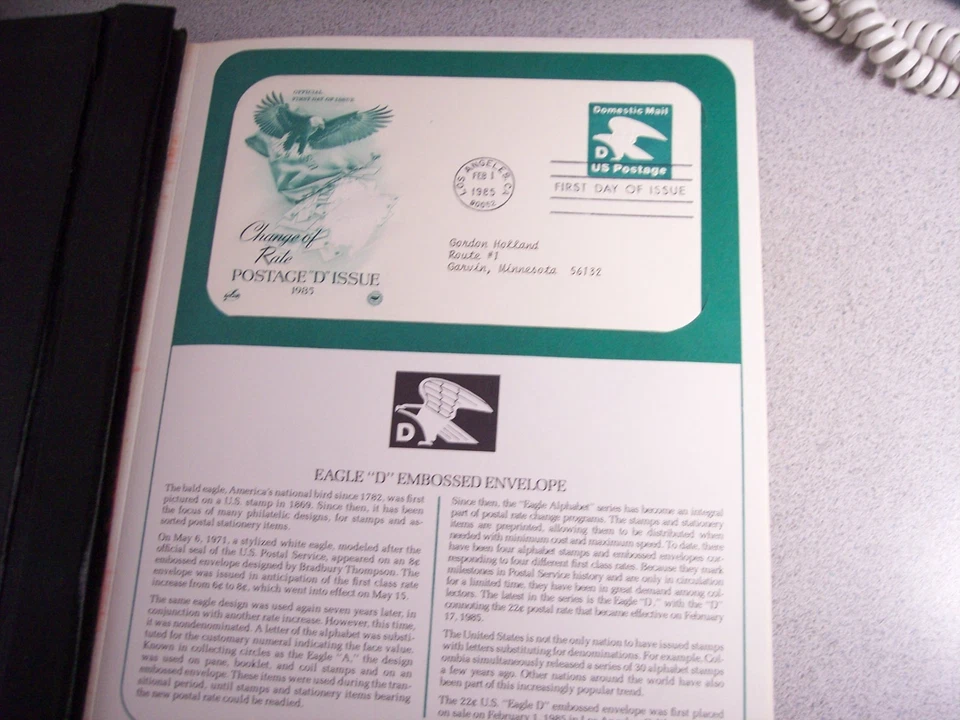 OFFICIAL
FIRST DAY OF ISSUE
Change of
Rate
POSTAGE "D" ISSUE
1985
LOS ANGELES, CA
FEB 1
1985
90052
Domestic Mail
D
US Postage
FIRST DAY OF ISSUE
Gordon Holland
Route #1
Garvin, Minnesota 56132
D
EAGLE "D" EMBOSSED ENVELOPE
The bald eagle, America's national bird since 1782, was first
pictured on a U.S. stamp in 1869. Since then, it has been
the focus of many philatelic designs, for stamps and as-
sorted postal stationery items.
On May 6, 1971, a stylized white eagle, modeled after the
official seal of the U.S. Postal Service, appeared on an 8¢
embossed envelope designed by Bradbury Thompson. The
envelope was issued in anticipation of the first class rate
increase from 6¢ to 8¢, which went into effect on May 15.
The same eagle design was used again seven years later, in
conjunction with another rate increase. However, this time,
it was nondenominated. A letter of the alphabet was substi-
tuted for the customary numeral indicating the face value.
Known in collecting circles as the Eagle "A," the design
was used on pane, booklet, and coil stamps and on an
embossed envelope. These items were used during the tran-
sitional period, until stamps and stationery items bearing
the new postal rate could be readied.
Since then, the "Eagle Alphabet" series has become an integral
part of postal rate change programs. The stamps and stationery
items are preprinted, allowing them to be distributed when
needed with minimum cost and maximum speed. To date, there
have been four alphabet stamps and embossed envelopes cor-
responding to four different first class rates. Because they mark
milestones in Postal Service history and are only in circulation
for a limited time, they have been in great demand among col-
lectors. The latest in the series is the Eagle "D," with the "D"
connoting the 22¢ postal rate that became effective on February
17, 1985.
The United States is not the only nation to have issued stamps
with letters substituting for denominations. For example, Col-
ombia simultaneously released a series of 30 alphabet stamps
a few years ago. Other nations around the world have also
been part of this increasingly popular trend.
The 22¢ U.S. "Eagle D" embossed envelope was first placed
on sale on February 1, 1985 in Los